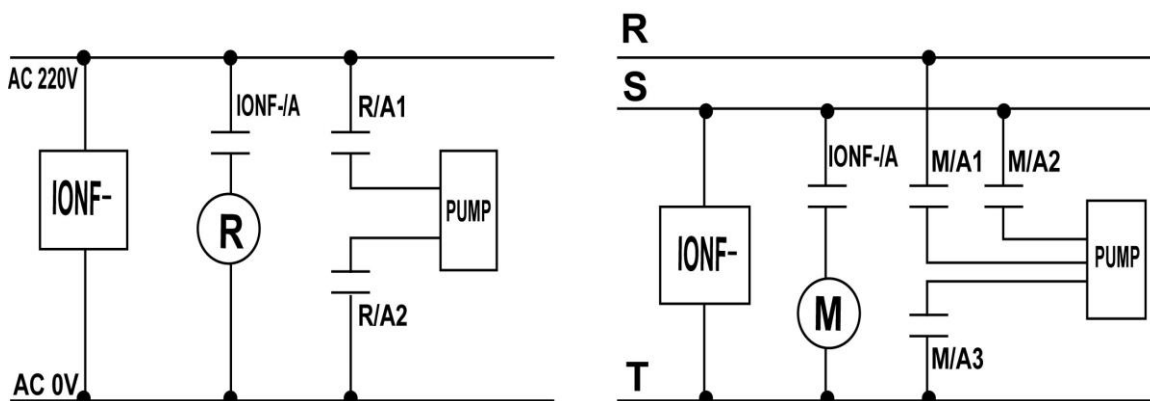 AC 220V
IONF-/A
R/A1
IONF-
R
PUMP
R/A2
AC 0V
R
S
IONF-/A
M/A1
M/A2
IONF-
M
PUMP
M/A3
T